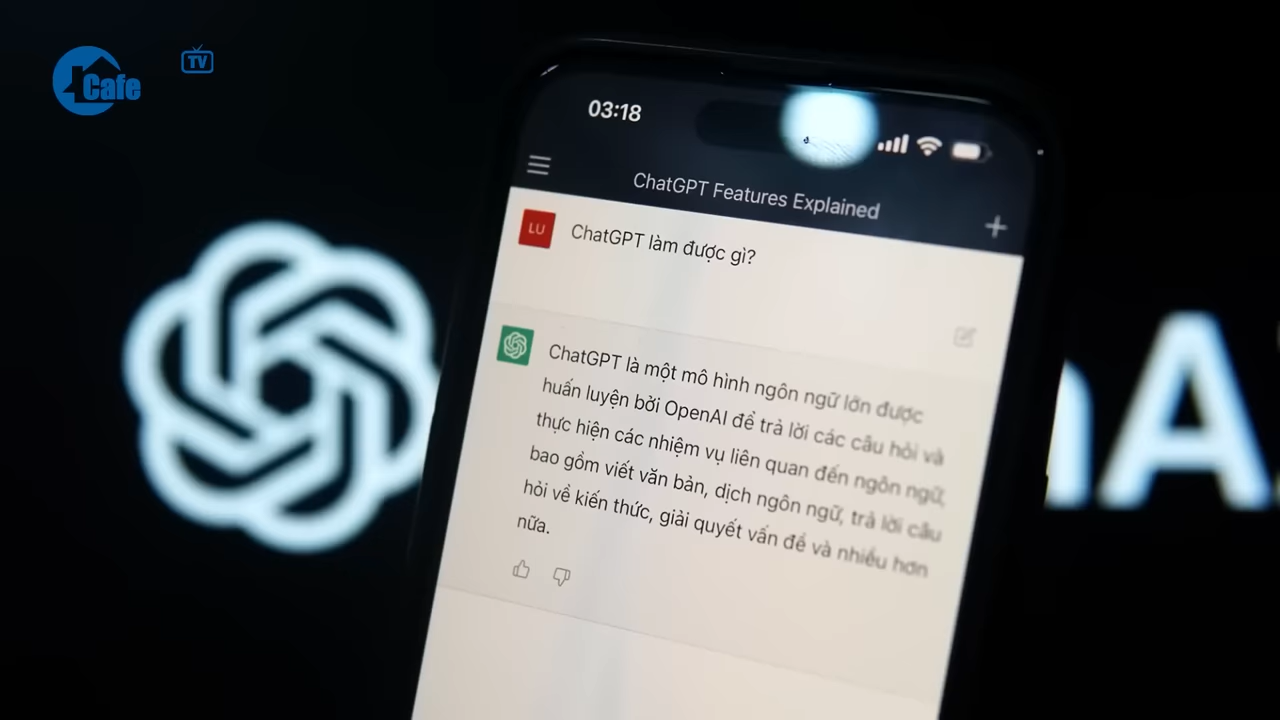 Cafe
TV
03:18
ChatGPT Features Explained
LU
ChatGPT làm được gì?
ChatGPT là một mô hình ngôn ngữ lớn được
huấn luyện bởi OpenAI để trả lời các câu hỏi và
thực hiện các nhiệm vụ liên quan đến ngôn ngữ,
bao gồm viết văn bản, dịch ngôn ngữ, trả lời câu
hỏi về kiến thức, giải quyết vấn đề và nhiều hơn
nữa.